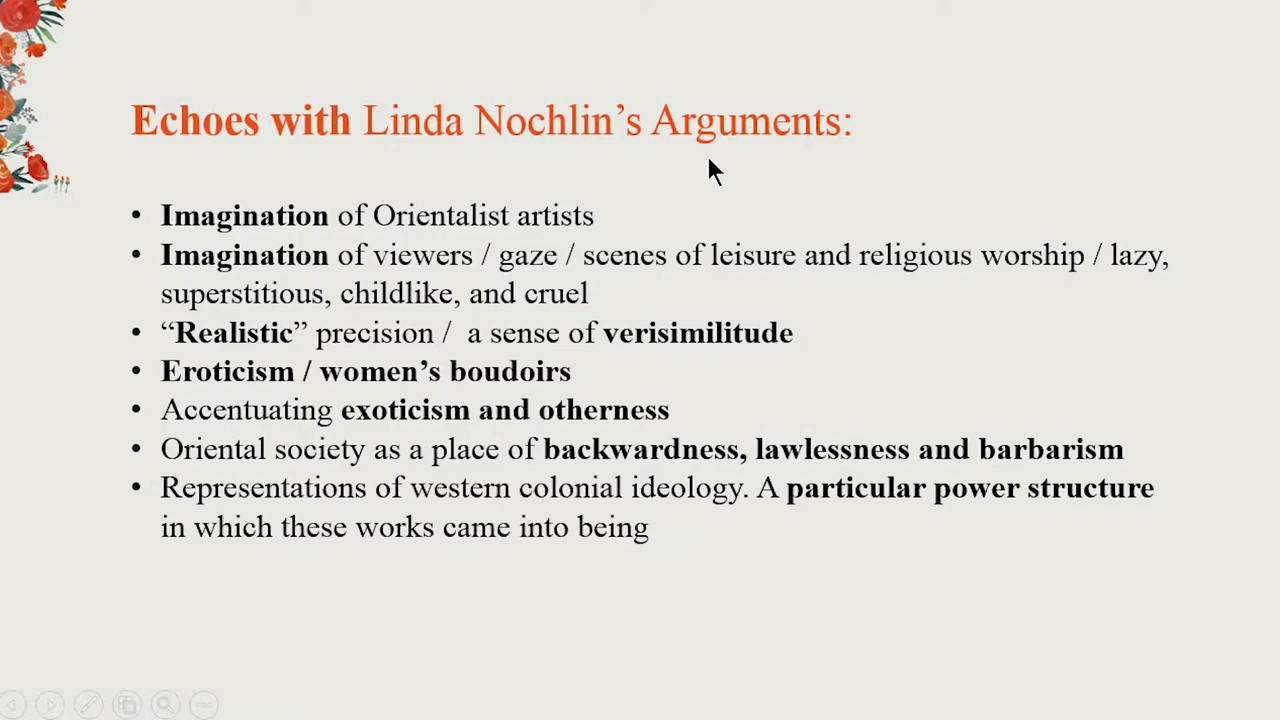 Echoes with Linda Nochlin’s Arguments:
• Imagination of Orientalist artists
• Imagination of viewers / gaze / scenes of leisure and religious worship / lazy,
superstitious, childlike, and cruel
• “Realistic” precision /  a sense of verisimilitude
• Eroticism / women’s boudoirs
• Accentuating exoticism and otherness
• Oriental society as a place of backwardness, lawlessness and barbarism
• Representations of western colonial ideology. A particular power structure
in which these works came into being